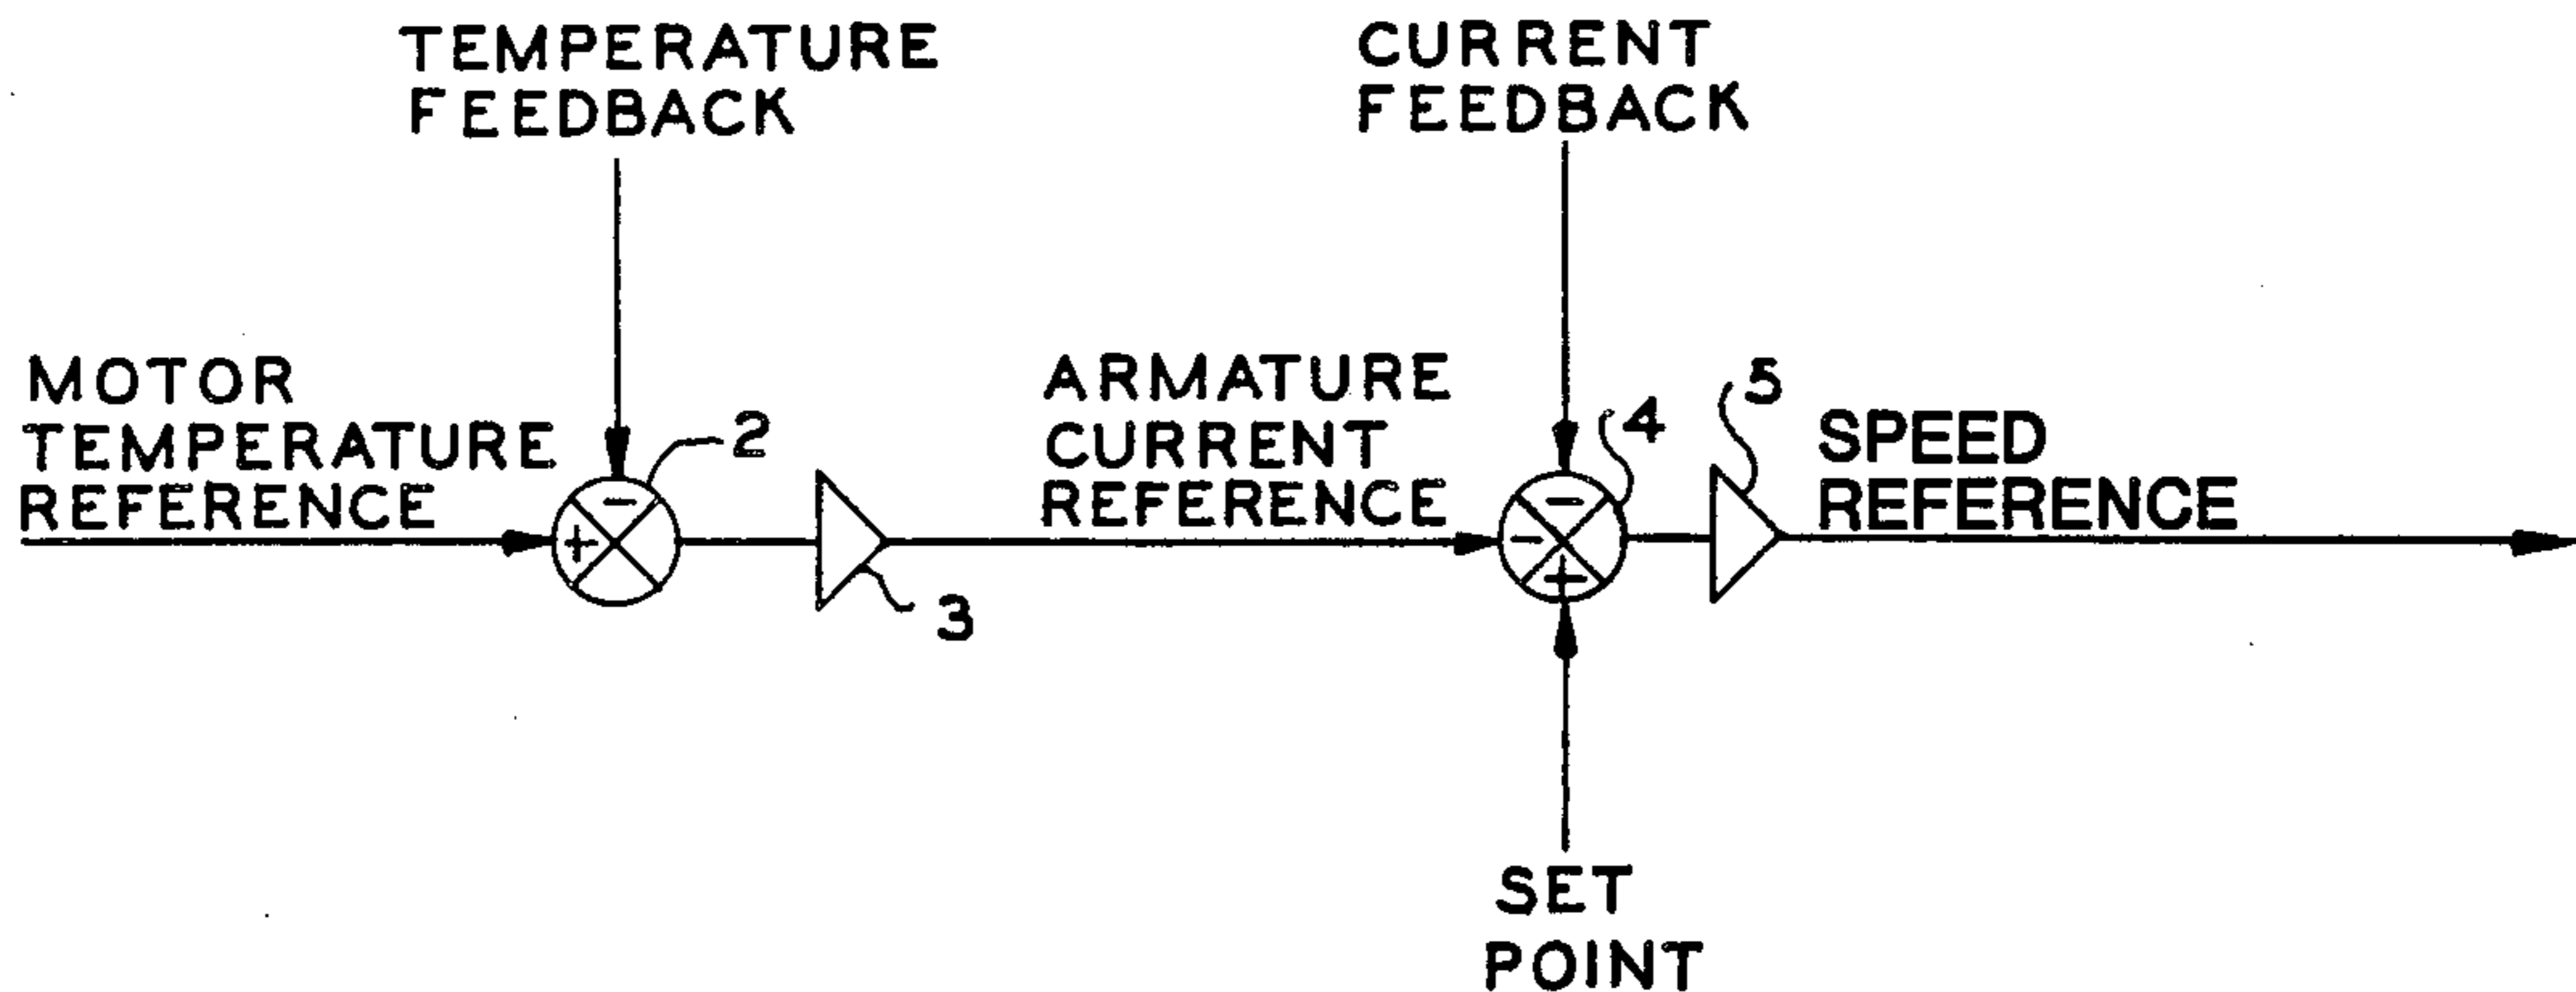 TEMPERATURE
FEEDBACK
CURRENT
FEEDBACK
MOTOR
TEMPERATURE
REFERENCE
2
3
ARMATURE
CURRENT
REFERENCE
4
5
SPEED
REFERENCE
SET
POINT